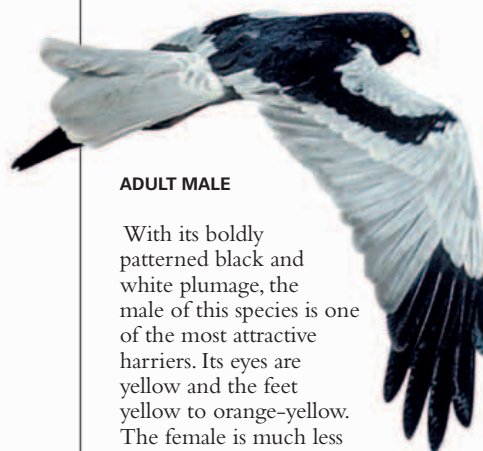 ADULT MALE
With its boldly
patterned black and
white plumage, the
male of this species is one
of the most attractive
harriers. Its eyes are
yellow and the feet
yellow to orange-yellow.
The female is much less